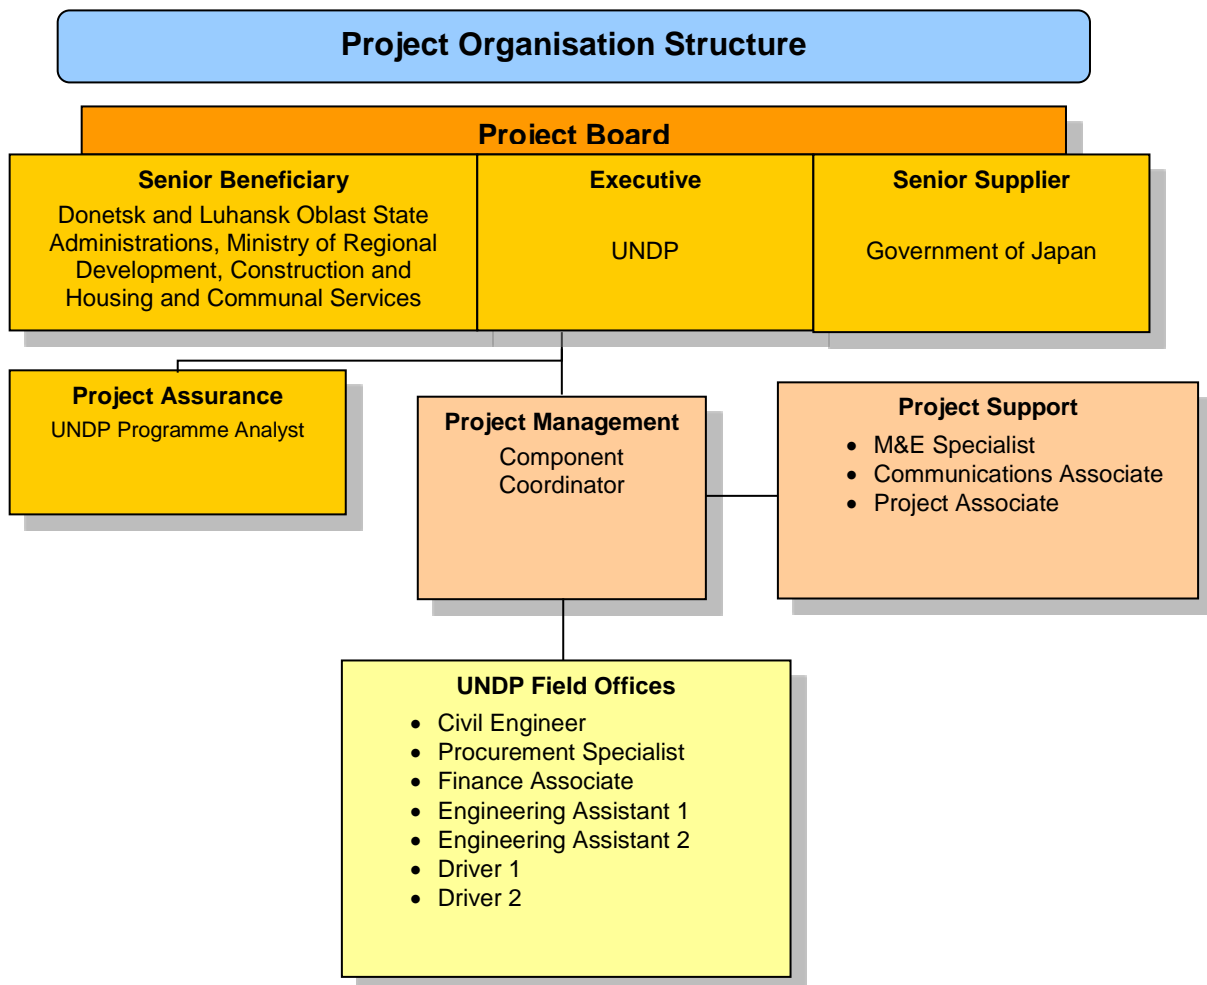 Project Organisation Structure
Project Board
Senior Beneficiary
Donetsk and Luhansk Oblast State
Administrations, Ministry of Regional
Development, Construction and
Housing and Communal Services
Executive
UNDP
Senior Supplier
Government of Japan
Project Assurance
UNDP Programme Analyst
Project Management
Component
Coordinator
Project Support
• M&E Specialist
• Communications Associate
• Project Associate
UNDP Field Offices
• Civil Engineer
• Procurement Specialist
• Finance Associate
• Engineering Assistant 1
• Engineering Assistant 2
• Driver 1
• Driver 2